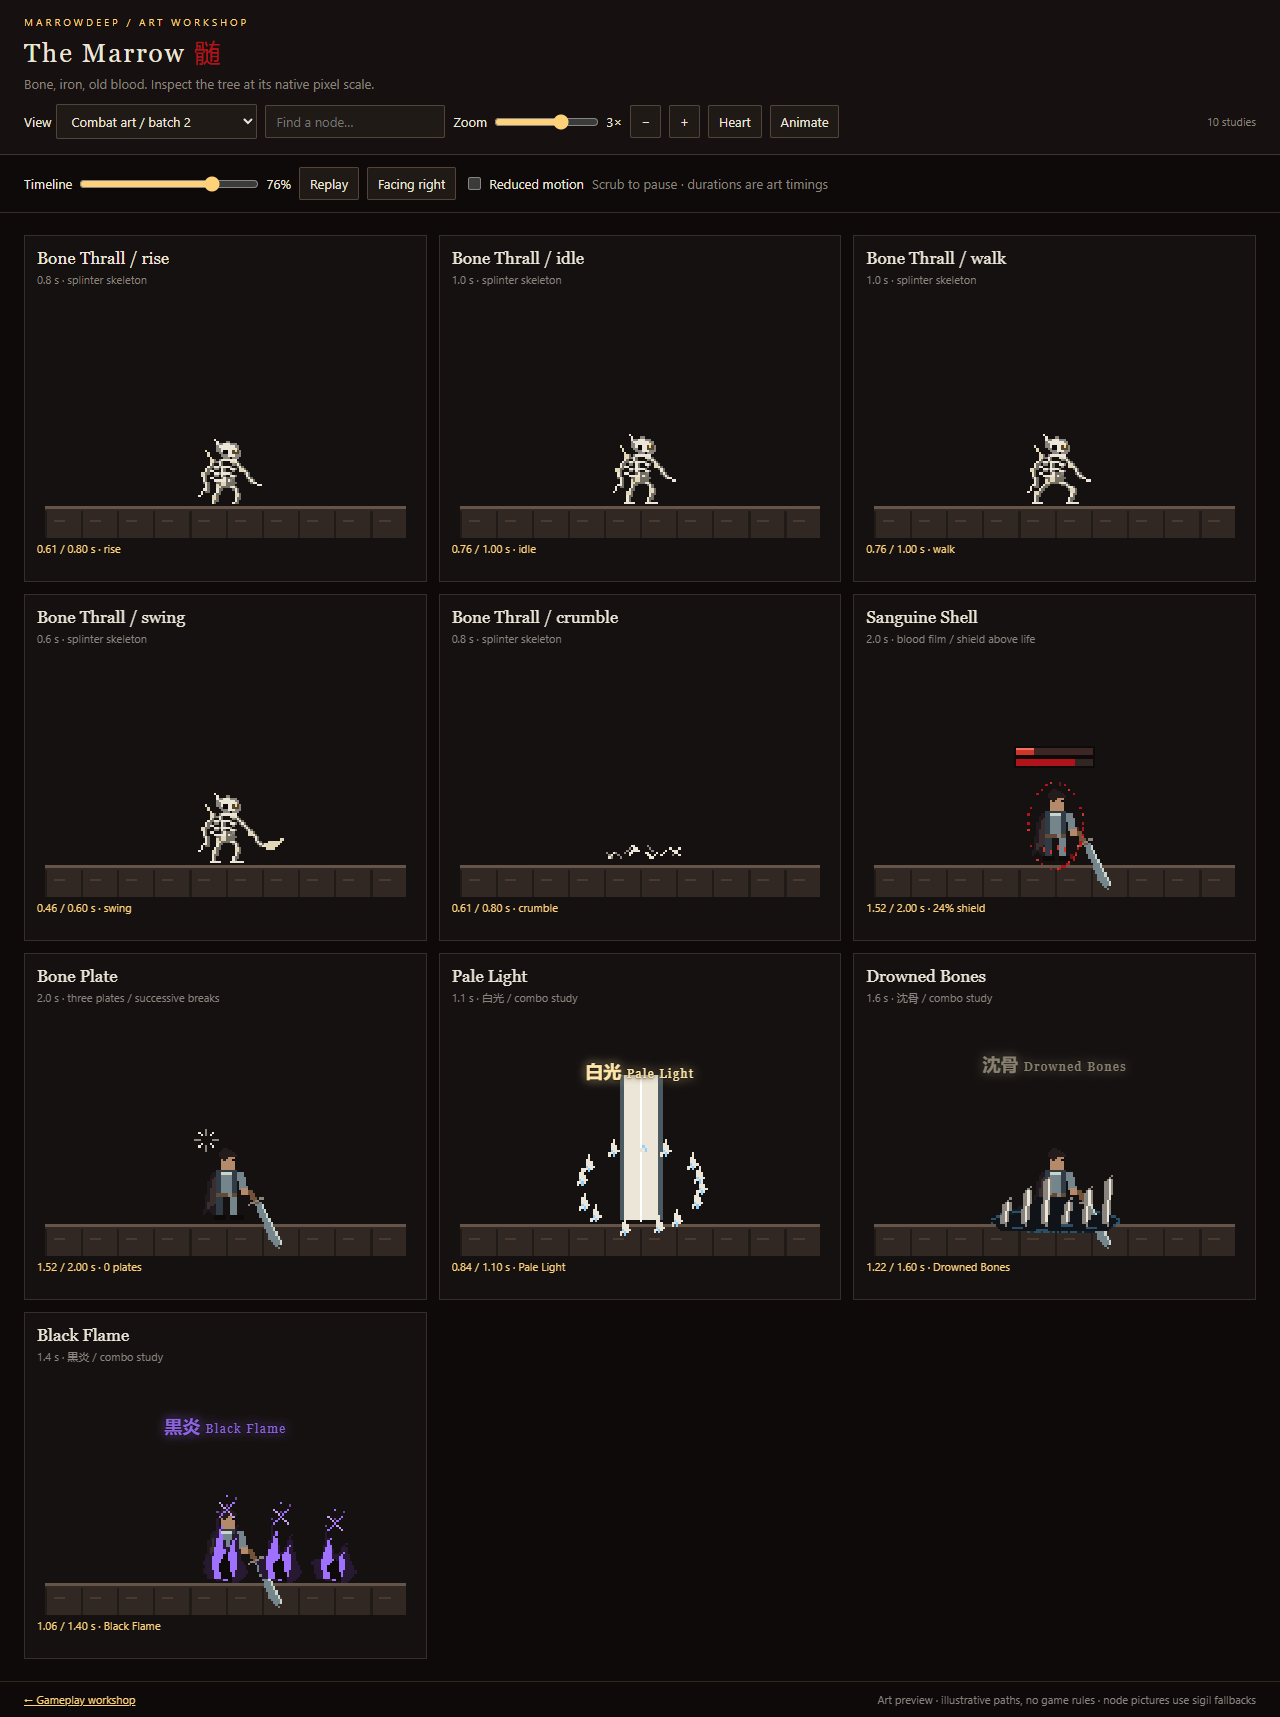 MARROWDEEP / ART WORKSHOP
The Marrow 髄
Bone, iron, old blood. Inspect the tree at its native pixel scale.
View Combat art / batch 2 Find a node... Zoom 3× − + Heart Animate 10 studies
Timeline 76% Replay Facing right Reduced motion Scrub to pause · durations are art timings
Bone Thrall / rise
0.8 s · splinter skeleton
0.61 / 0.80 s · rise
Bone Thrall / idle
1.0 s · splinter skeleton
0.76 / 1.00 s · idle
Bone Thrall / walk
1.0 s · splinter skeleton
0.76 / 1.00 s · walk
Bone Thrall / swing
0.6 s · splinter skeleton
0.46 / 0.60 s · swing
Bone Thrall / crumble
0.8 s · splinter skeleton
0.61 / 0.80 s · crumble
Sanguine Shell
2.0 s · blood film / shield above life
1.52 / 2.00 s · 24% shield
Bone Plate
2.0 s · three plates / successive breaks
1.52 / 2.00 s · 0 plates
Pale Light
1.1 s · 白光 / combo study
白光 Pale Light
0.84 / 1.10 s · Pale Light
Drowned Bones
1.6 s · 沈骨 / combo study
沈骨 Drowned Bones
1.22 / 1.60 s · Drowned Bones
Black Flame
1.4 s · 黒炎 / combo study
黒炎 Black Flame
1.06 / 1.40 s · Black Flame
← Gameplay workshop
Art preview · illustrative paths, no game rules · node pictures use sigil fallbacks